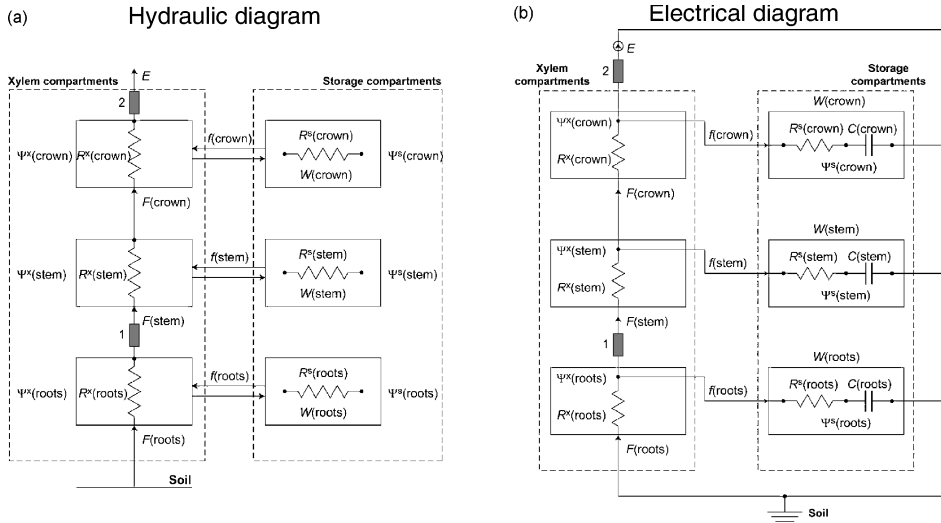 (a)
Hydraulic diagram
E
Xylem compartments
Storage compartments
2
f(crown)
Rˢ(crown)
Ψˣ(crown)
Rˣ(crown)
Ψˢ(crown)
W(crown)
F(crown)
f(stem)
Rˢ(stem)
Ψˣ(stem)
Rˣ(stem)
Ψˢ(stem)
W(stem)
F(stem)
1
f(roots)
Rˢ(roots)
Ψˣ(roots)
Rˣ(roots)
Ψˢ(roots)
W(roots)
F(roots)
Soil
(b)
Electrical diagram
E
2
Xylem
compartments
Storage
compartments
W(crown)
Ψˣ(crown)
f(crown)
Rˢ(crown)
C(crown)
Rˣ(crown)
Ψˢ(crown)
F(crown)
W(stem)
Ψˣ(stem)
f(stem)
Rˢ(stem)
C(stem)
Rˣ(stem)
Ψˢ(stem)
F(stem)
1
W(roots)
Ψˣ(roots)
f(roots)
Rˢ(roots)
C(roots)
Rˣ(roots)
Ψˢ(roots)
F(roots)
Soil